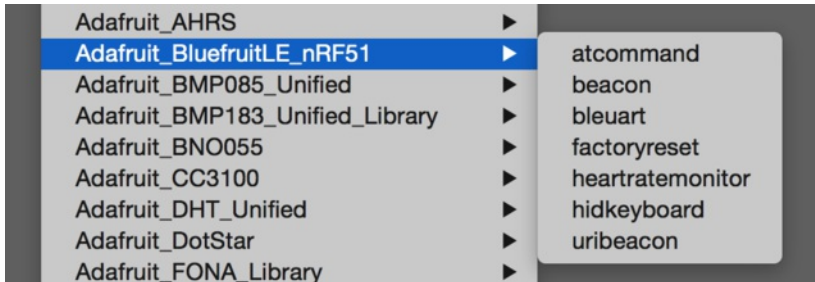 Adafruit_AHRS
Adafruit_BluefruitLE_nRF51
Adafruit_BMP085_Unified
Adafruit_BMP183_Unified_Library
Adafruit_BNO055
Adafruit_CC3100
Adafruit_DHT_Unified
Adafruit_DotStar
Adafruit_FONA_Library
atcommand
beacon
bleuart
factoryreset
heartratemonitor
hidkeyboard
uribeacon